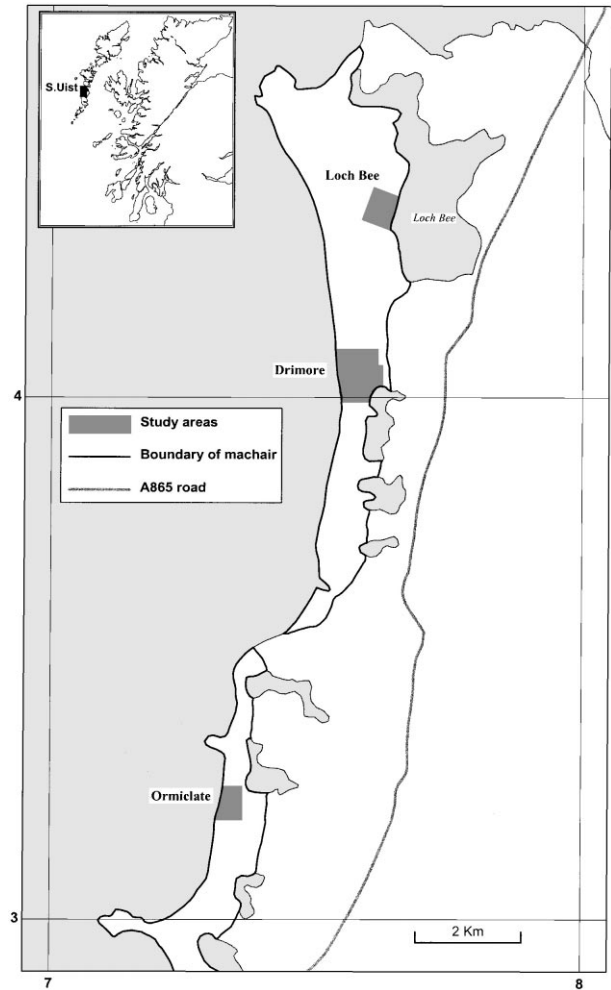 S.Uist
Loch Bee
Loch Bee
Drimore
4
Study areas
Boundary of machair
A865 road
Ormiclate
3
2 Km
7
8